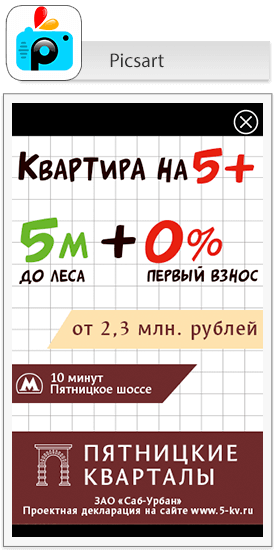 Picsart
Квартира на 5+
5м + 0%
до леса первый взнос
от 2,3 млн. рублей
10 минут
Пятницкое шоссе
ПЯТНИЦКИЕ
КВАРТАЛЫ
ЗАО «Саб-Урбан»
Проектная декларация на сайте www.5-kv.ru